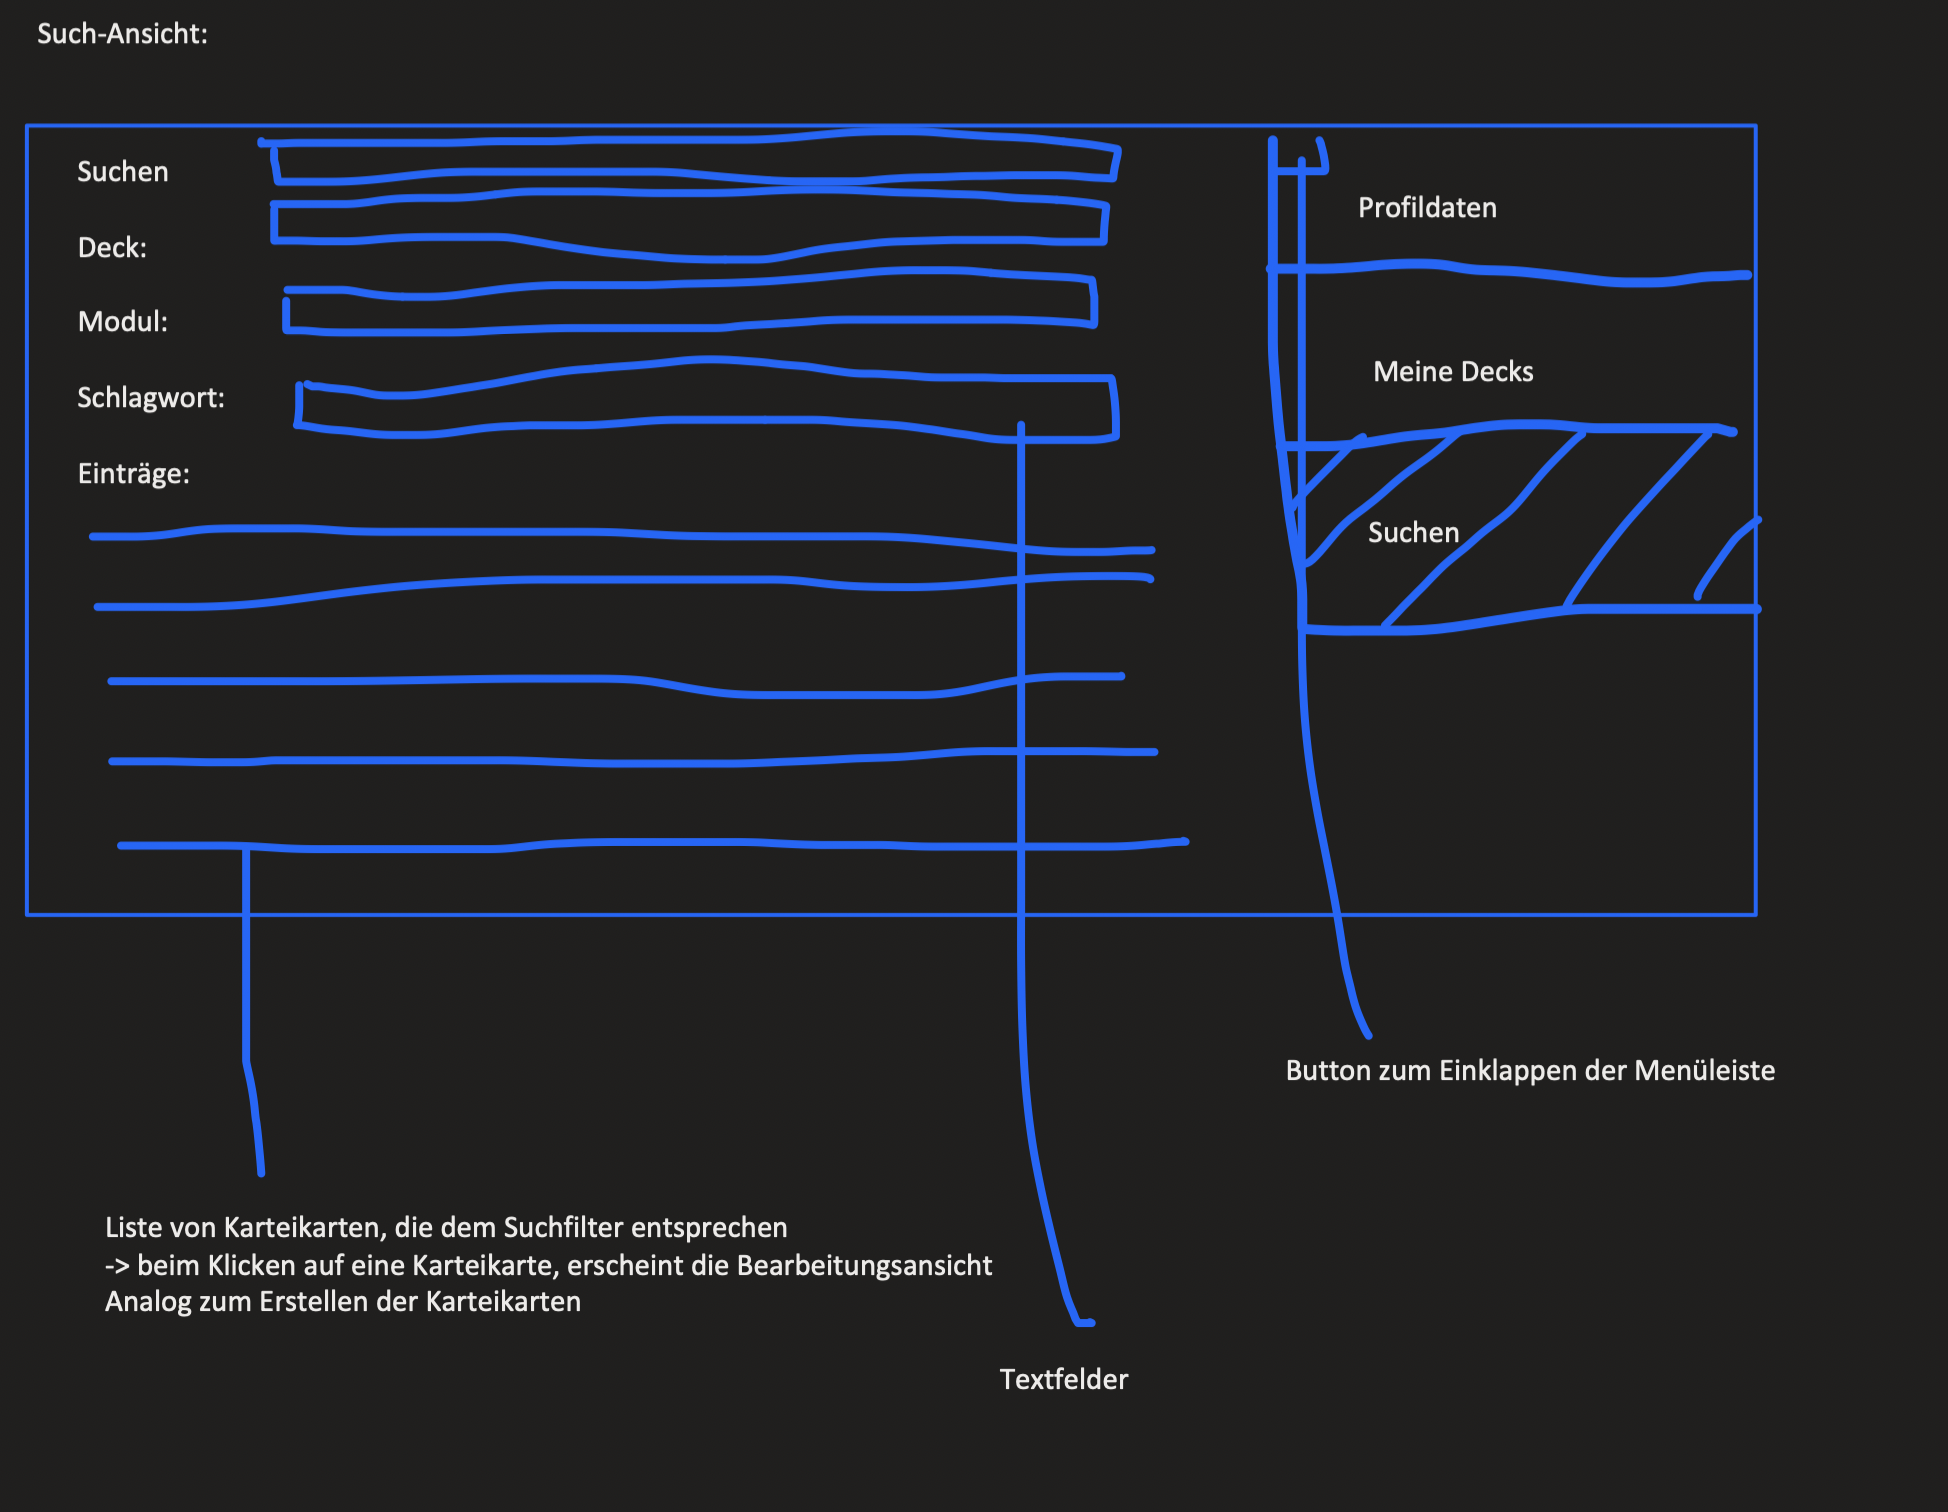 Such-Ansicht:
Suchen
Deck:
Modul:
Schlagwort:
Einträge:
Profildaten
Meine Decks
Suchen
Button zum Einklappen der Menüleiste
Liste von Karteikarten, die dem Suchfilter entsprechen
-> beim Klicken auf eine Karteikarte, erscheint die Bearbeitungsansicht
Analog zum Erstellen der Karteikarten
Textfelder